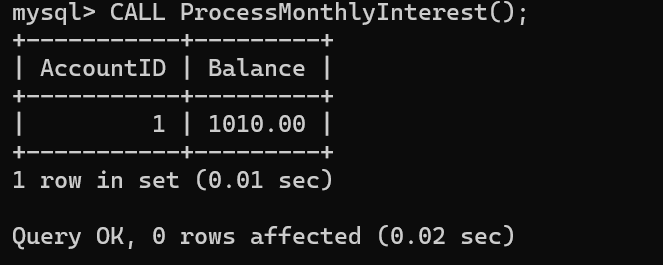 mysql> CALL ProcessMonthlyInterest();
+-----------+---------+
| AccountID | Balance |
+-----------+---------+
|         1 | 1010.00 |
+-----------+---------+
1 row in set (0.01 sec)

Query OK, 0 rows affected (0.02 sec)